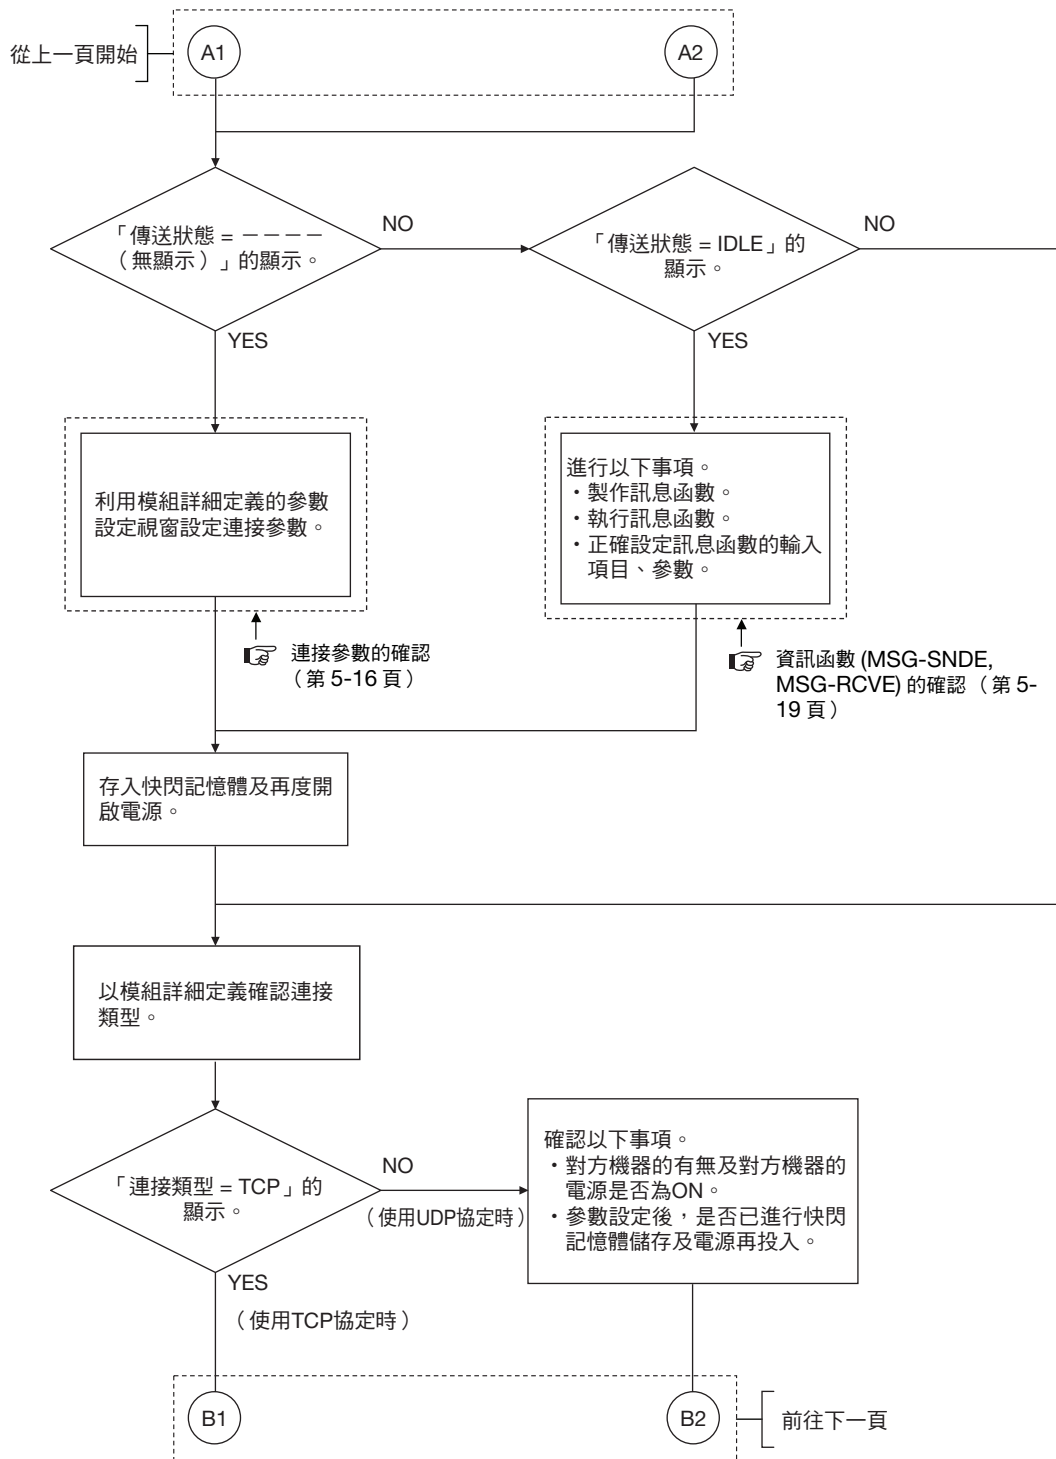 從上一頁開始
A1
A2
「傳送狀態 = －－－－
（無顯示）」的顯示。
NO
「傳送狀態 = IDLE」的
顯示。
NO
YES
YES
利用模組詳細定義的參數
設定視窗設定連接參數。
進行以下事項。
・製作訊息函數。
・執行訊息函數。
・正確設定訊息函數的輸入
項目、參數。
☞ 連接參數的確認
（第 5-16 頁）
☞ 資訊函數 (MSG-SNDE,
MSG-RCVE) 的確認（第 5-
19 頁）
存入快閃記憶體及再度開
啟電源。
以模組詳細定義確認連接
類型。
「連接類型 = TCP」的
顯示。
NO
（使用UDP協定時）
確認以下事項。
・對方機器的有無及對方機器的
電源是否為ON。
・參數設定後，是否已進行快閃
記憶體儲存及電源再投入。
YES
（使用TCP協定時）
B1
B2
前往下一頁